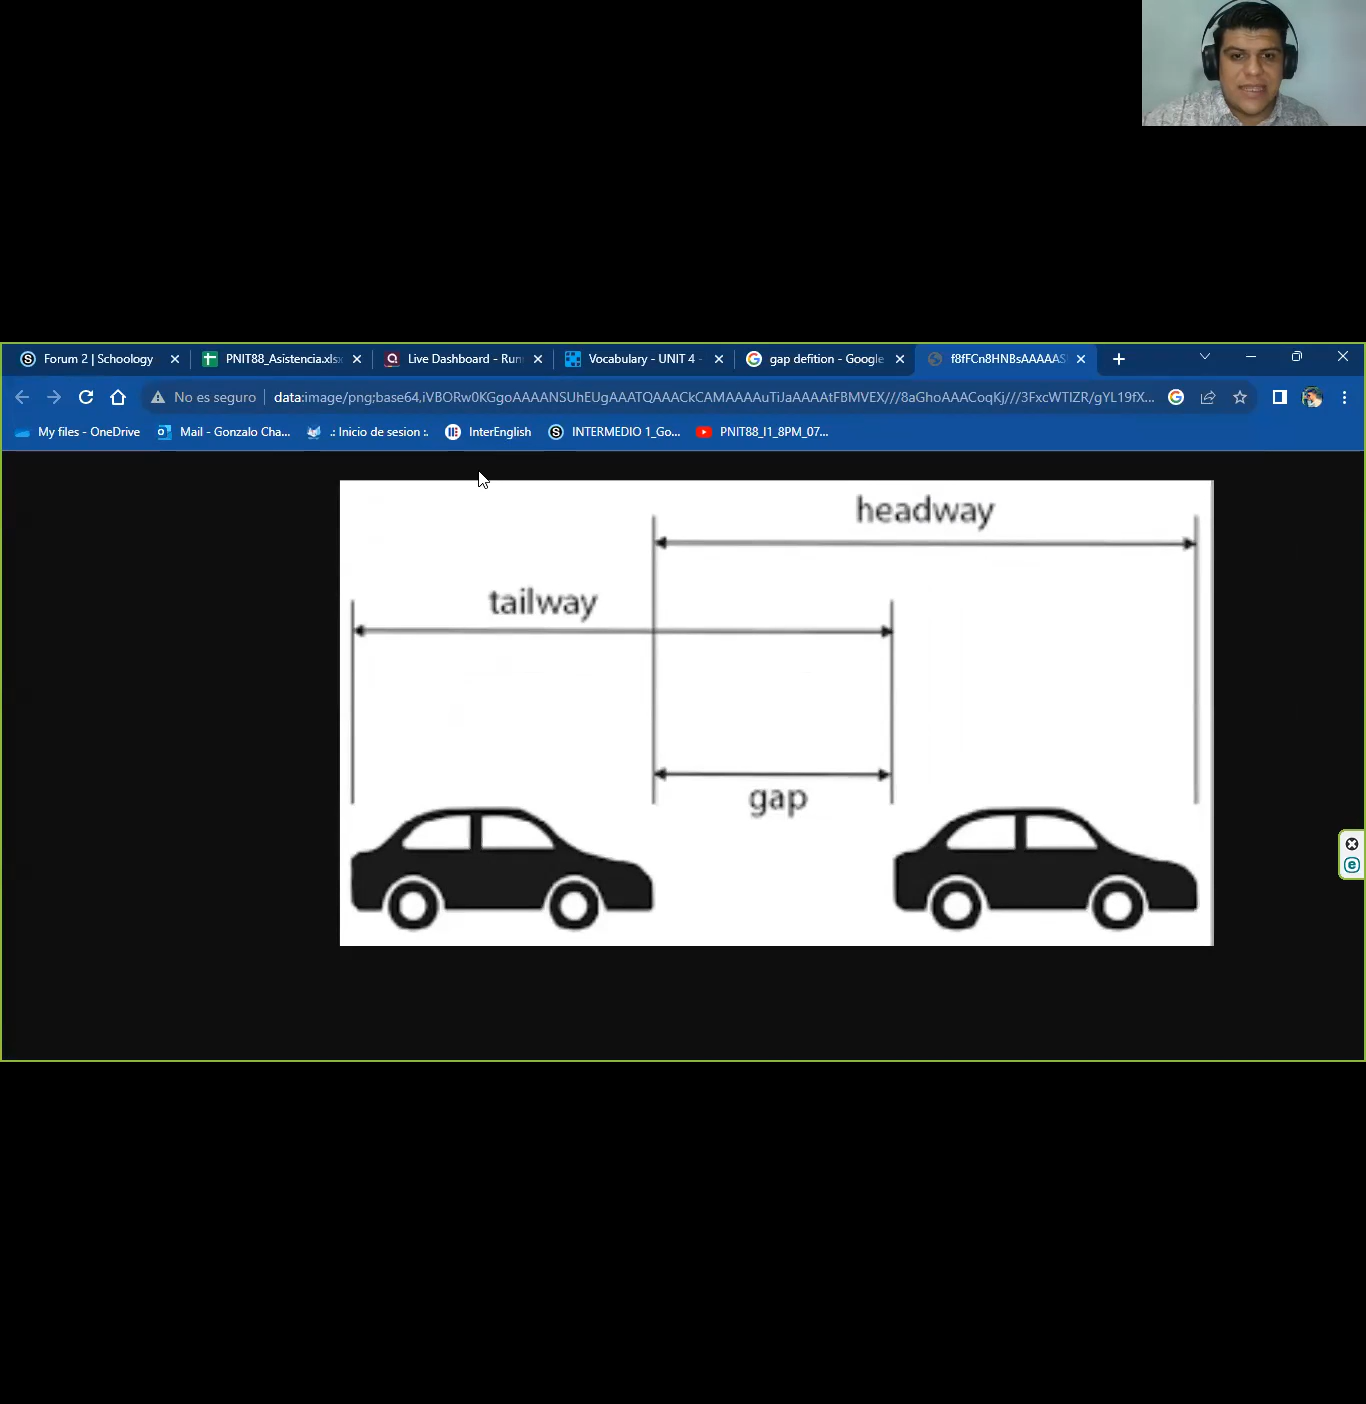 Forum 2 | Schoology
PNIT88_Asistencia.xlsx
Live Dashboard - Run
Vocabulary - UNIT 4 -
gap defition - Google
f8fFCn8HNBsAAAAAS
No es seguro
data:image/png;base64,iVBORw0KGgoAAAANSUhEUgAAATQAAACkCAMAAAAuTiJaAAAAtFBMVEX///8aGhoAAACoqKj///3FxcWTIZR/gYL19fX...
My files - OneDrive
Mail - Gonzalo Cha...
.: Inicio de sesion :.
InterEnglish
INTERMEDIO 1_Go...
PNIT88_I1_8PM_07...
headway
tailway
gap